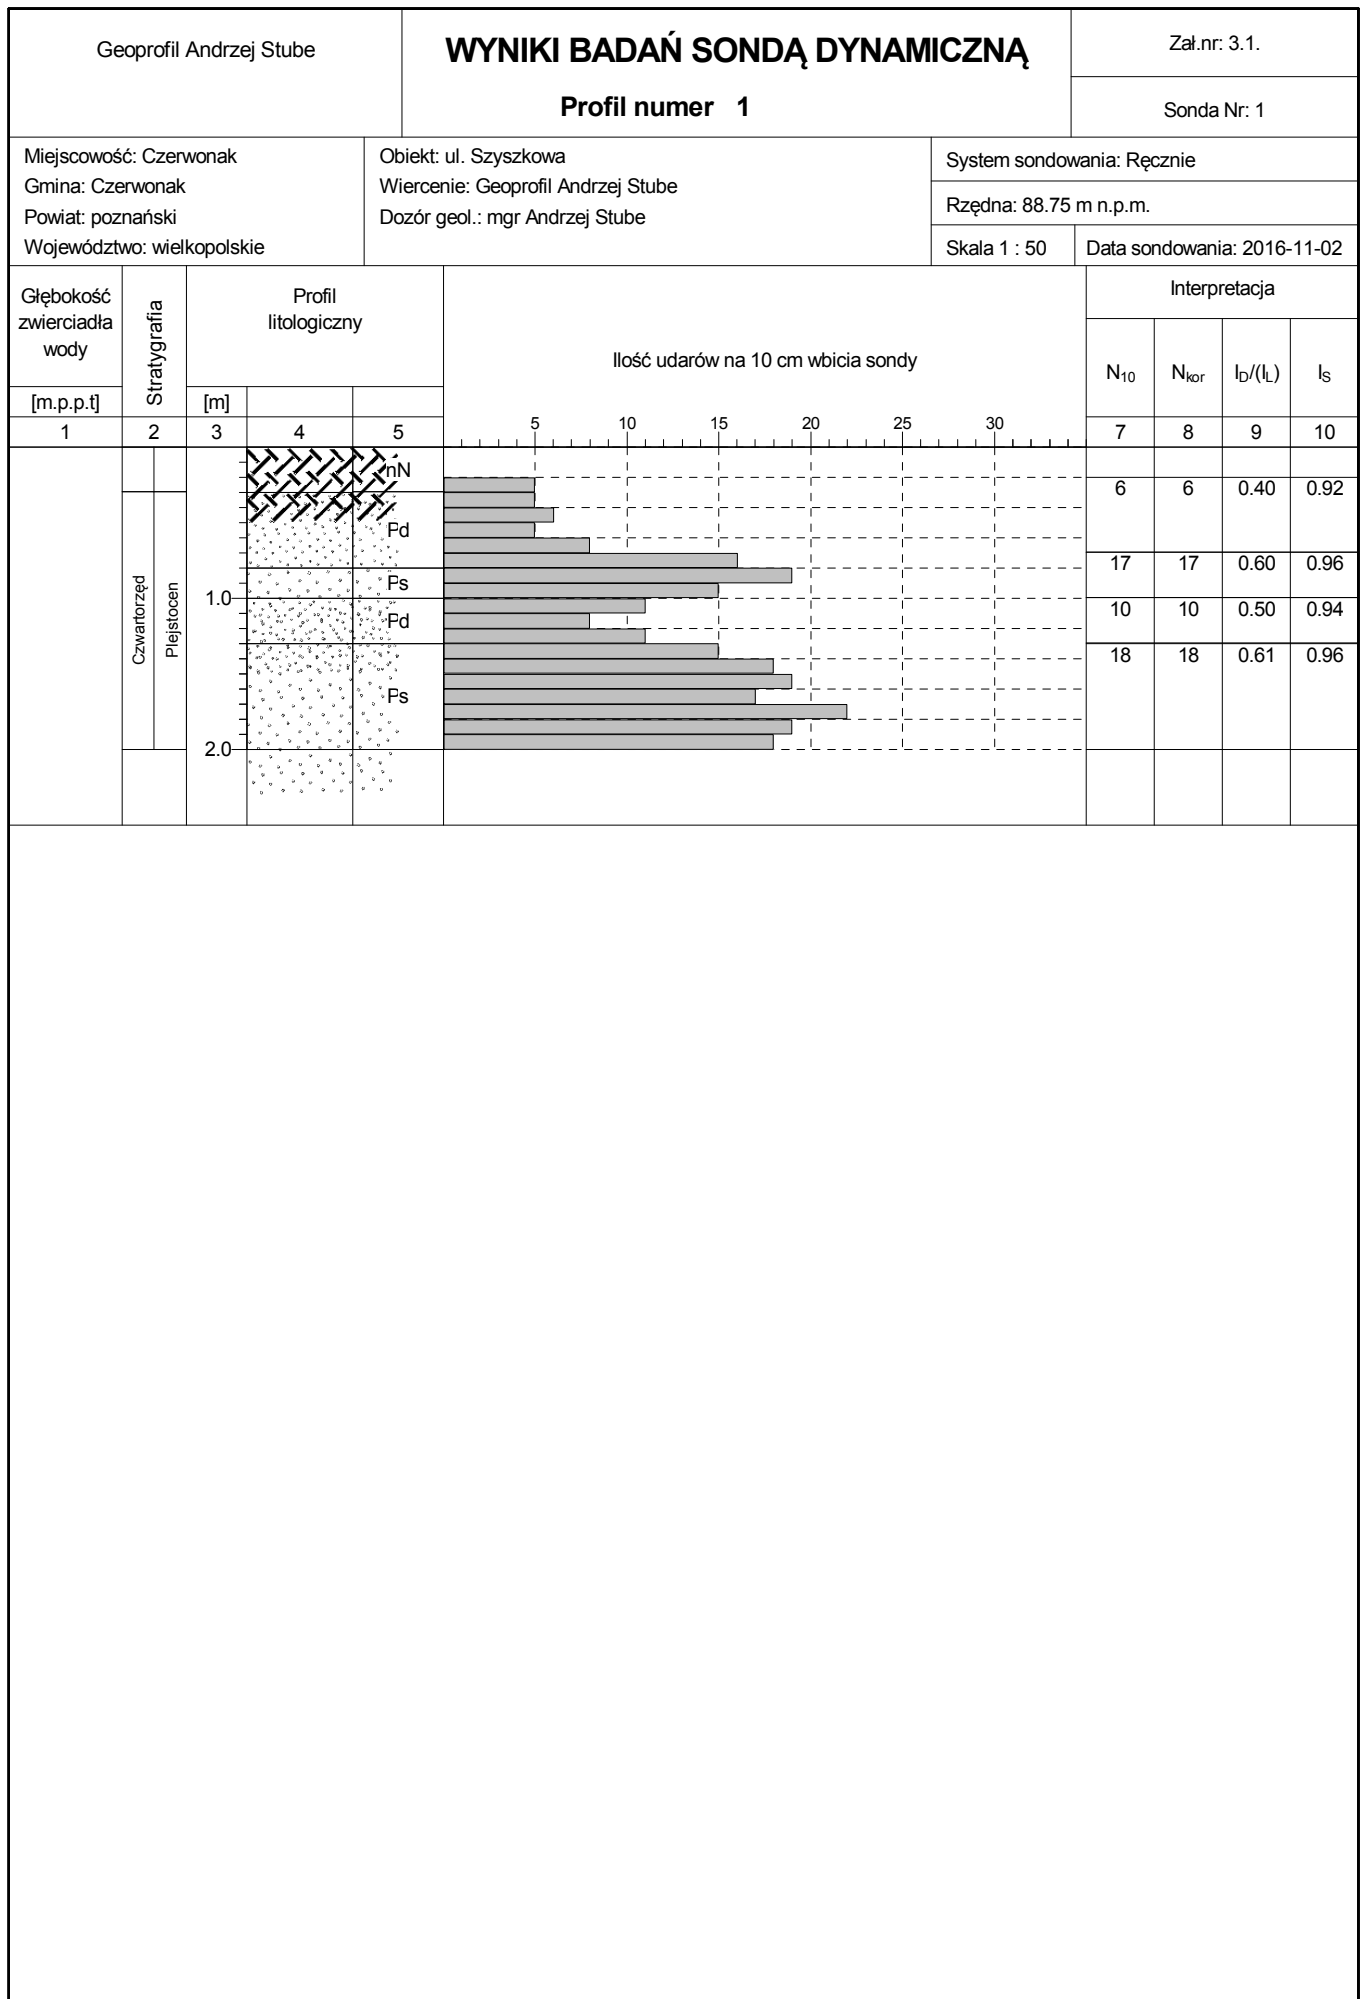 Geoprofil Andrzej Stube
WYNIKI BADAŃ SONDĄ DYNAMICZNĄ
Profil numer 1
Zał.nr: 3.1.
Sonda Nr: 1
Miejscowość: Czerwonak
Gmina: Czerwonak
Powiat: poznański
Województwo: wielkopolskie
Obiekt: ul. Szyszkowa
Wiercenie: Geoprofil Andrzej Stube
Dozór geol.: mgr Andrzej Stube
System sondowania: Ręcznie
Rzędna: 88.75 m n.p.m.
Skala 1 : 50
Data sondowania: 2016-11-02
Głębokość
zwierciadła
wody
[m.p.p.t]
Stratygrafia
Profil
litologiczny
[m]
Ilość udarów na 10 cm wbicia sondy
Interpretacja
N10 Nkor ID/(IL) IS
5 10 15 20 25 30
1 2 3 4 5 7 8 9 10
nN
6 6 0.40 0.92
Pd
17 17 0.60 0.96
Ps
1.0
10 10 0.50 0.94
Pd
Czwartorzęd
Plejstocen
18 18 0.61 0.96
Ps
2.0